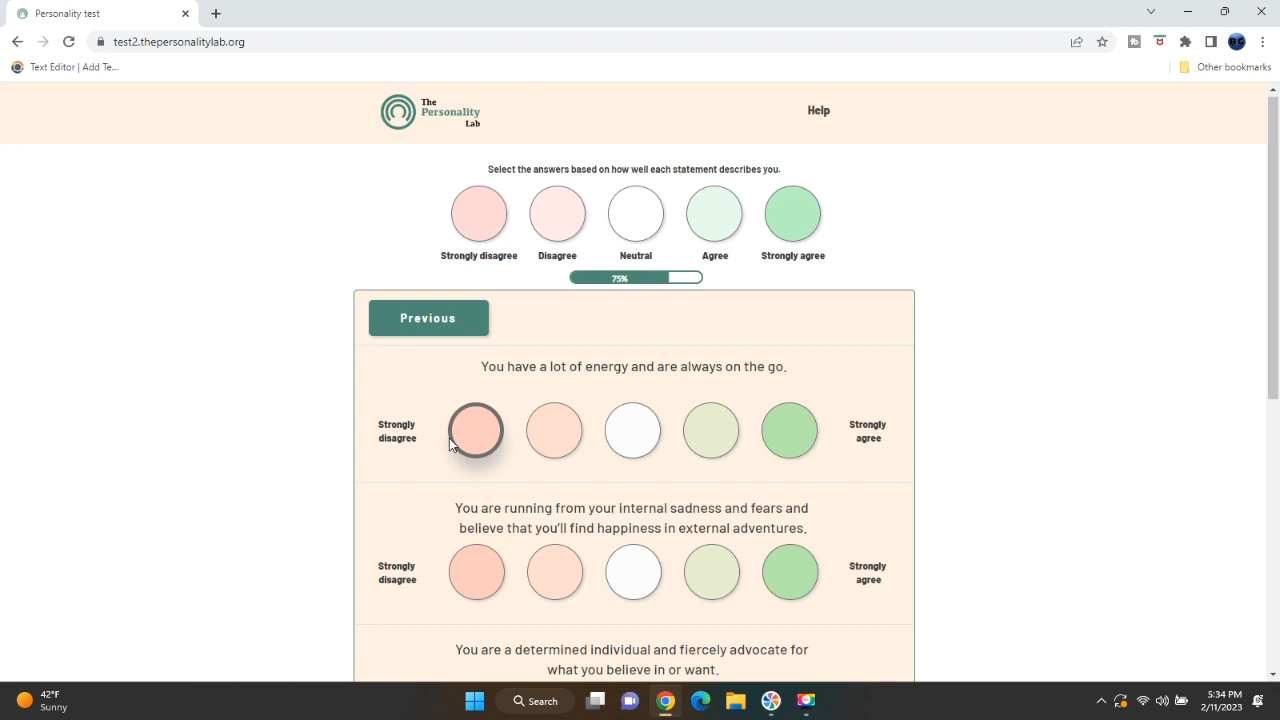 Personality test
test2.thepersonalitylab.org
Text Editor | Add Te...
Other bookmarks
The
Personality
Lab
Help
Select the answers based on how well each statement describes you.
Strongly disagree Disagree Neutral Agree Strongly agree
75%
Previous
You have a lot of energy and are always on the go.
Strongly
disagree
Strongly
agree
You are running from your internal sadness and fears and
believe that you'll find happiness in external adventures.
Strongly
disagree
Strongly
agree
You are a determined individual and fiercely advocate for
what you believe in or want.
42°F
Sunny
Search
5:34 PM
2/11/2023